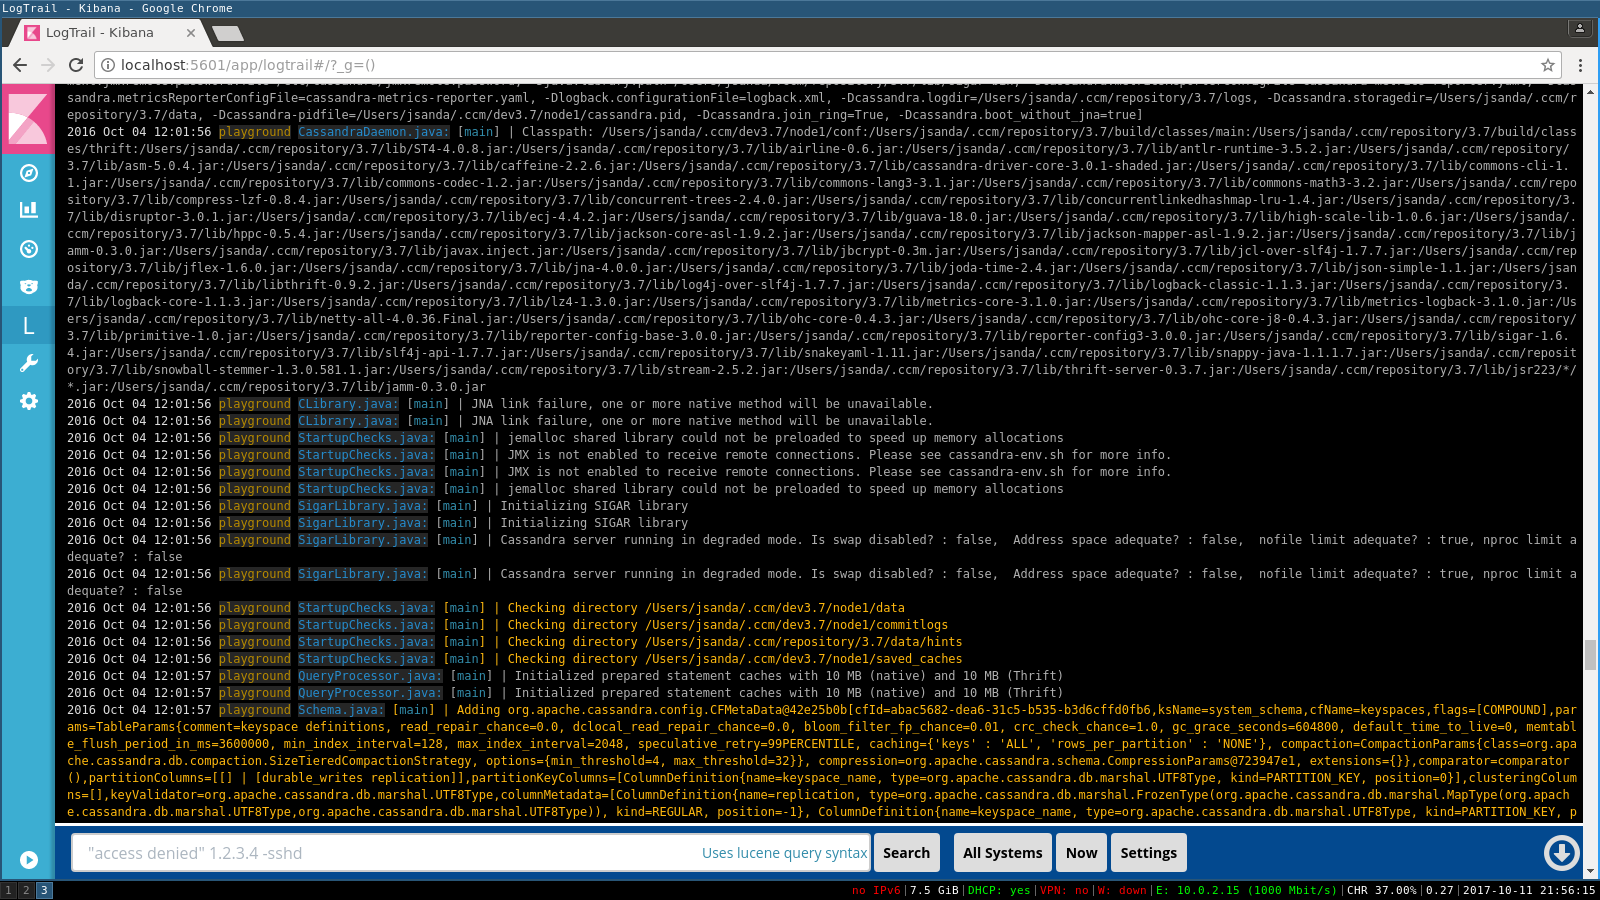 LogTrail - Kibana - Google Chrome
LogTrail - Kibana
localhost:5601/app/logtrail#/?_g=()
sandra.metricsReporterConfigFile=cassandra-metrics-reporter.yaml, -Dlogback.configurationFile=logback.xml, -Dcassandra.logdir=/Users/jsanda/.ccm/repository/3.7/logs, -Dcassandra.storagedir=/Users/jsanda/.ccm/r
epository/3.7/data, -Dcassandra-pidfile=/Users/jsanda/.ccm/dev3.7/node1/cassandra.pid, -Dcassandra.join_ring=True, -Dcassandra.boot_without_jna=true]
2016 Oct 04 12:01:56 playground CassandraDaemon.java: [main] | Classpath: /Users/jsanda/.ccm/dev3.7/node1/conf:/Users/jsanda/.ccm/repository/3.7/build/classes/main:/Users/jsanda/.ccm/repository/3.7/build/class
es/thrift:/Users/jsanda/.ccm/repository/3.7/lib/ST4-4.0.8.jar:/Users/jsanda/.ccm/repository/3.7/lib/airline-0.6.jar:/Users/jsanda/.ccm/repository/3.7/lib/antlr-runtime-3.5.2.jar:/Users/jsanda/.ccm/repository/
3.7/lib/asm-5.0.4.jar:/Users/jsanda/.ccm/repository/3.7/lib/caffeine-2.2.6.jar:/Users/jsanda/.ccm/repository/3.7/lib/cassandra-driver-core-3.0.1-shaded.jar:/Users/jsanda/.ccm/repository/3.7/lib/commons-cli-1.
1.jar:/Users/jsanda/.ccm/repository/3.7/lib/commons-codec-1.2.jar:/Users/jsanda/.ccm/repository/3.7/lib/commons-lang3-3.1.jar:/Users/jsanda/.ccm/repository/3.7/lib/commons-math3-3.2.jar:/Users/jsanda/.ccm/repo
sitory/3.7/lib/compress-lzf-0.8.4.jar:/Users/jsanda/.ccm/repository/3.7/lib/concurrent-trees-2.4.0.jar:/Users/jsanda/.ccm/repository/3.7/lib/concurrentlinkedhashmap-lru-1.4.jar:/Users/jsanda/.ccm/repository/3.
7/lib/disruptor-3.0.1.jar:/Users/jsanda/.ccm/repository/3.7/lib/ecj-4.4.2.jar:/Users/jsanda/.ccm/repository/3.7/lib/guava-18.0.jar:/Users/jsanda/.ccm/repository/3.7/lib/high-scale-lib-1.0.6.jar:/Users/jsanda/.
ccm/repository/3.7/lib/hppc-0.5.4.jar:/Users/jsanda/.ccm/repository/3.7/lib/jackson-core-asl-1.9.2.jar:/Users/jsanda/.ccm/repository/3.7/lib/jackson-mapper-asl-1.9.2.jar:/Users/jsanda/.ccm/repository/3.7/lib/j
amm-0.3.0.jar:/Users/jsanda/.ccm/repository/3.7/lib/javax.inject.jar:/Users/jsanda/.ccm/repository/3.7/lib/jbcrypt-0.3m.jar:/Users/jsanda/.ccm/repository/3.7/lib/jcl-over-slf4j-1.7.7.jar:/Users/jsanda/.ccm/rep
ository/3.7/lib/jflex-1.6.0.jar:/Users/jsanda/.ccm/repository/3.7/lib/jna-4.0.0.jar:/Users/jsanda/.ccm/repository/3.7/lib/joda-time-2.4.jar:/Users/jsanda/.ccm/repository/3.7/lib/json-simple-1.1.jar:/Users/jsan
da/.ccm/repository/3.7/lib/libthrift-0.9.2.jar:/Users/jsanda/.ccm/repository/3.7/lib/log4j-over-slf4j-1.7.7.jar:/Users/jsanda/.ccm/repository/3.7/lib/logback-classic-1.1.3.jar:/Users/jsanda/.ccm/repository/3.
7/lib/logback-core-1.1.3.jar:/Users/jsanda/.ccm/repository/3.7/lib/lz4-1.3.0.jar:/Users/jsanda/.ccm/repository/3.7/lib/metrics-core-3.1.0.jar:/Users/jsanda/.ccm/repository/3.7/lib/metrics-logback-3.1.0.jar:/Us
ers/jsanda/.ccm/repository/3.7/lib/netty-all-4.0.36.Final.jar:/Users/jsanda/.ccm/repository/3.7/lib/ohc-core-0.4.3.jar:/Users/jsanda/.ccm/repository/3.7/lib/ohc-core-j8-0.4.3.jar:/Users/jsanda/.ccm/repository/
3.7/lib/primitive-1.0.jar:/Users/jsanda/.ccm/repository/3.7/lib/reporter-config-base-3.0.0.jar:/Users/jsanda/.ccm/repository/3.7/lib/reporter-config3-3.0.0.jar:/Users/jsanda/.ccm/repository/3.7/lib/sigar-1.6.
4.jar:/Users/jsanda/.ccm/repository/3.7/lib/slf4j-api-1.7.7.jar:/Users/jsanda/.ccm/repository/3.7/lib/snakeyaml-1.11.jar:/Users/jsanda/.ccm/repository/3.7/lib/snappy-java-1.1.1.7.jar:/Users/jsanda/.ccm/reposit
ory/3.7/lib/snowball-stemmer-1.3.0.581.1.jar:/Users/jsanda/.ccm/repository/3.7/lib/stream-2.5.2.jar:/Users/jsanda/.ccm/repository/3.7/lib/thrift-server-0.3.7.jar:/Users/jsanda/.ccm/repository/3.7/lib/jsr223/*/
*.jar:/Users/jsanda/.ccm/repository/3.7/lib/jamm-0.3.0.jar
2016 Oct 04 12:01:56 playground CLibrary.java: [main] | JNA link failure, one or more native method will be unavailable.
2016 Oct 04 12:01:56 playground CLibrary.java: [main] | JNA link failure, one or more native method will be unavailable.
2016 Oct 04 12:01:56 playground StartupChecks.java: [main] | jemalloc shared library could not be preloaded to speed up memory allocations
2016 Oct 04 12:01:56 playground StartupChecks.java: [main] | JMX is not enabled to receive remote connections. Please see cassandra-env.sh for more info.
2016 Oct 04 12:01:56 playground StartupChecks.java: [main] | JMX is not enabled to receive remote connections. Please see cassandra-env.sh for more info.
2016 Oct 04 12:01:56 playground StartupChecks.java: [main] | jemalloc shared library could not be preloaded to speed up memory allocations
2016 Oct 04 12:01:56 playground SigarLibrary.java: [main] | Initializing SIGAR library
2016 Oct 04 12:01:56 playground SigarLibrary.java: [main] | Initializing SIGAR library
2016 Oct 04 12:01:56 playground SigarLibrary.java: [main] | Cassandra server running in degraded mode. Is swap disabled? : false,  Address space adequate? : false,  nofile limit adequate? : true, nproc limit a
dequate? : false
2016 Oct 04 12:01:56 playground SigarLibrary.java: [main] | Cassandra server running in degraded mode. Is swap disabled? : false,  Address space adequate? : false,  nofile limit adequate? : true, nproc limit a
dequate? : false
2016 Oct 04 12:01:56 playground StartupChecks.java: [main] | Checking directory /Users/jsanda/.ccm/dev3.7/node1/data
2016 Oct 04 12:01:56 playground StartupChecks.java: [main] | Checking directory /Users/jsanda/.ccm/dev3.7/node1/commitlogs
2016 Oct 04 12:01:56 playground StartupChecks.java: [main] | Checking directory /Users/jsanda/.ccm/repository/3.7/data/hints
2016 Oct 04 12:01:56 playground StartupChecks.java: [main] | Checking directory /Users/jsanda/.ccm/dev3.7/node1/saved_caches
2016 Oct 04 12:01:57 playground QueryProcessor.java: [main] | Initialized prepared statement caches with 10 MB (native) and 10 MB (Thrift)
2016 Oct 04 12:01:57 playground QueryProcessor.java: [main] | Initialized prepared statement caches with 10 MB (native) and 10 MB (Thrift)
2016 Oct 04 12:01:57 playground Schema.java: [main] | Adding org.apache.cassandra.config.CFMetaData@42e25b0b[cfId=abac5682-dea6-31c5-b535-b3d6cffd0fb6,ksName=system_schema,cfName=keyspaces,flags=[COMPOUND],par
ams=TableParams{comment=keyspace definitions, read_repair_chance=0.0, dclocal_read_repair_chance=0.0, bloom_filter_fp_chance=0.01, crc_check_chance=1.0, gc_grace_seconds=604800, default_time_to_live=0, memtabl
e_flush_period_in_ms=3600000, min_index_interval=128, max_index_interval=2048, speculative_retry=99PERCENTILE, caching={'keys' : 'ALL', 'rows_per_partition' : 'NONE'}, compaction=CompactionParams{class=org.apa
che.cassandra.db.compaction.SizeTieredCompactionStrategy, options={min_threshold=4, max_threshold=32}}, compression=org.apache.cassandra.schema.CompressionParams@723947e1, extensions={}},comparator=comparator
(),partitionColumns=[[] | [durable_writes replication]],partitionKeyColumns=[ColumnDefinition{name=keyspace_name, type=org.apache.cassandra.db.marshal.UTF8Type, kind=PARTITION_KEY, position=0}],clusteringColum
ns=[],keyValidator=org.apache.cassandra.db.marshal.UTF8Type,columnMetadata=[ColumnDefinition{name=replication, type=org.apache.cassandra.db.marshal.FrozenType(org.apache.cassandra.db.marshal.MapType(org.apach
e.cassandra.db.marshal.UTF8Type,org.apache.cassandra.db.marshal.UTF8Type)), kind=REGULAR, position=-1}, ColumnDefinition{name=keyspace_name, type=org.apache.cassandra.db.marshal.UTF8Type, kind=PARTITION_KEY, p
L
"access denied" 1.2.3.4 -sshd
Uses lucene query syntax
Search
All Systems
Now
Settings
1 2 3
no IPv6|7.5 GiB|DHCP: yes|VPN: no|W: down|E: 10.0.2.15 (1000 Mbit/s)|CHR 37.00%|0.27|2017-10-11 21:56:15